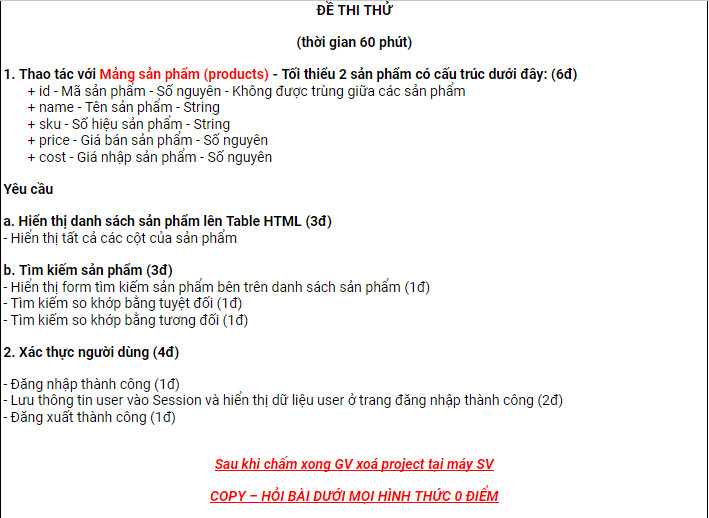 ĐỀ THI THỬ
(thời gian 60 phút)
1. Thao tác với Mảng sản phẩm (products) - Tối thiểu 2 sản phẩm có cấu trúc dưới đây: (6đ)
+ id - Mã sản phẩm - Số nguyên - Không được trùng giữa các sản phẩm
+ name - Tên sản phẩm - String
+ sku - Số hiệu sản phẩm - String
+ price - Giá bán sản phẩm - Số nguyên
+ cost - Giá nhập sản phẩm - Số nguyên
Yêu cầu
a. Hiển thị danh sách sản phẩm lên Table HTML (3đ)
- Hiển thị tất cả các cột của sản phẩm
b. Tìm kiếm sản phẩm (3đ)
- Hiển thị form tìm kiếm sản phẩm bên trên danh sách sản phẩm (1đ)
- Tìm kiếm so khớp bằng tuyệt đối (1đ)
- Tìm kiếm so khớp bằng tương đối (1đ)
2. Xác thực người dùng (4đ)
- Đăng nhập thành công (1đ)
- Lưu thông tin user vào Session và hiển thị dữ liệu user ở trang đăng nhập thành công (2đ)
- Đăng xuất thành công (1đ)
Sau khi chấm xong GV xoá project tại máy SV
COPY – HỎI BÀI DƯỚI MỌI HÌNH THỨC 0 ĐIỂM